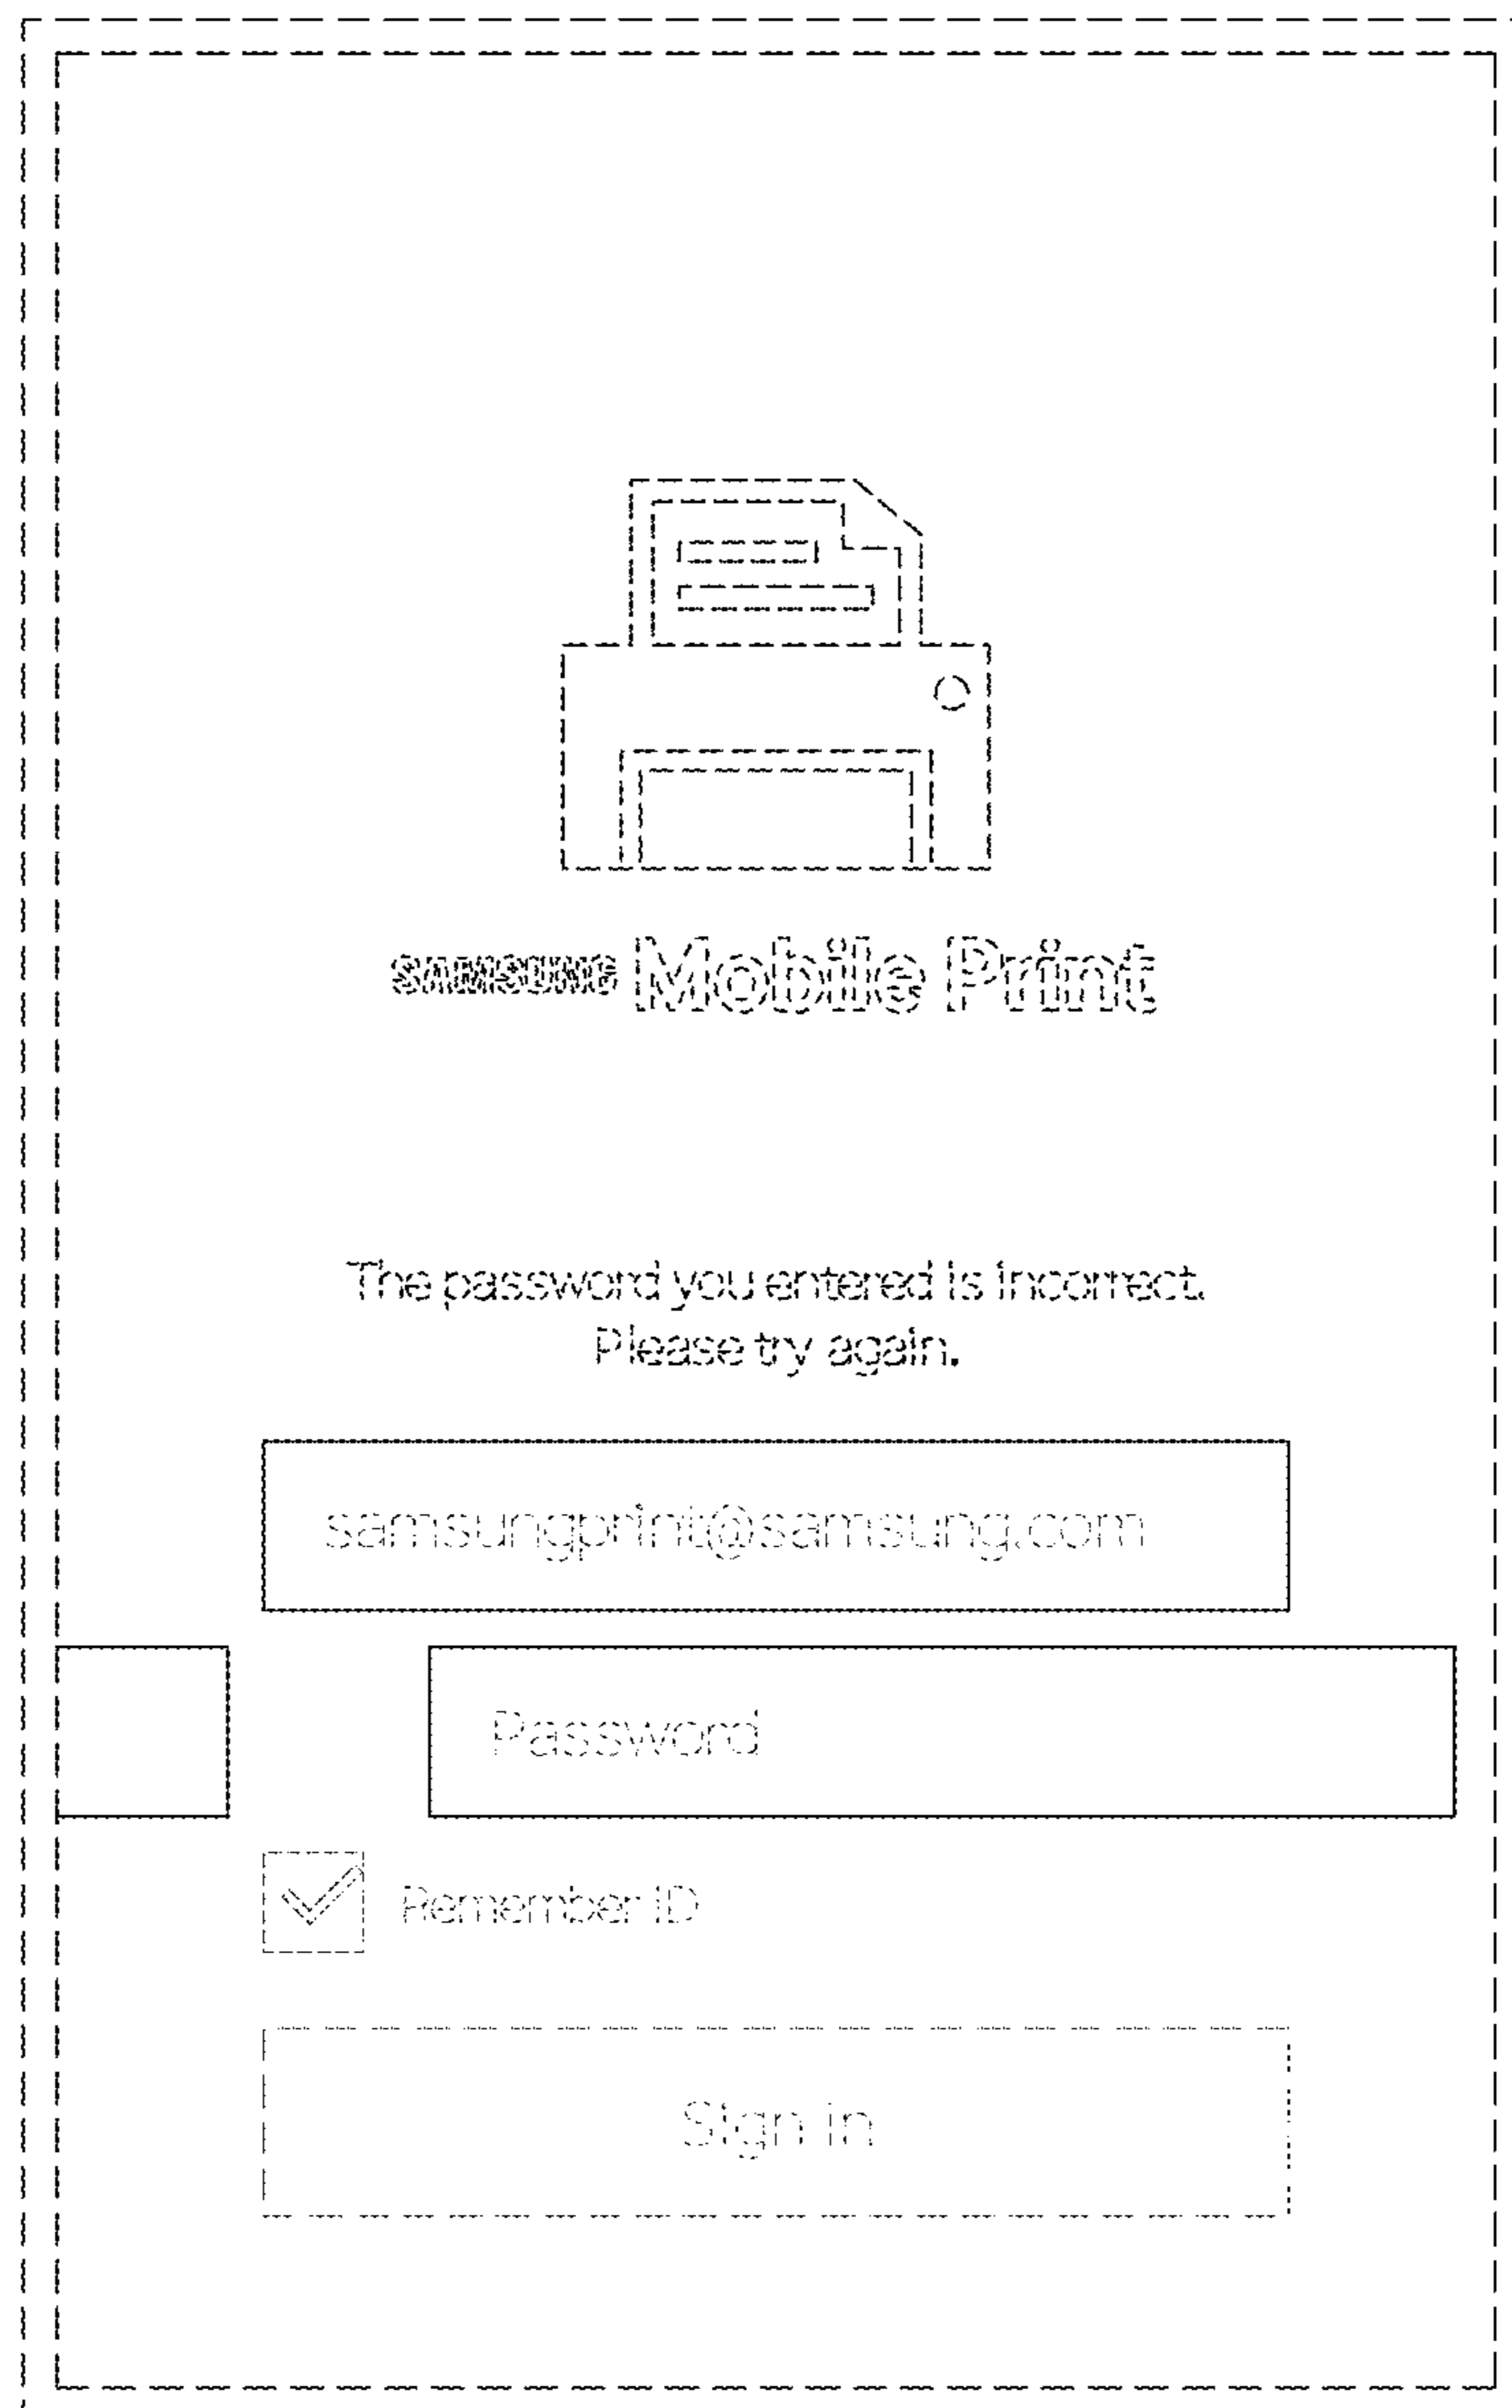 SAMSUNG Mobile Print
The password you entered is incorrect.
Please try again.
samsungprint@samsung.com
Password
Remember ID
Sign in